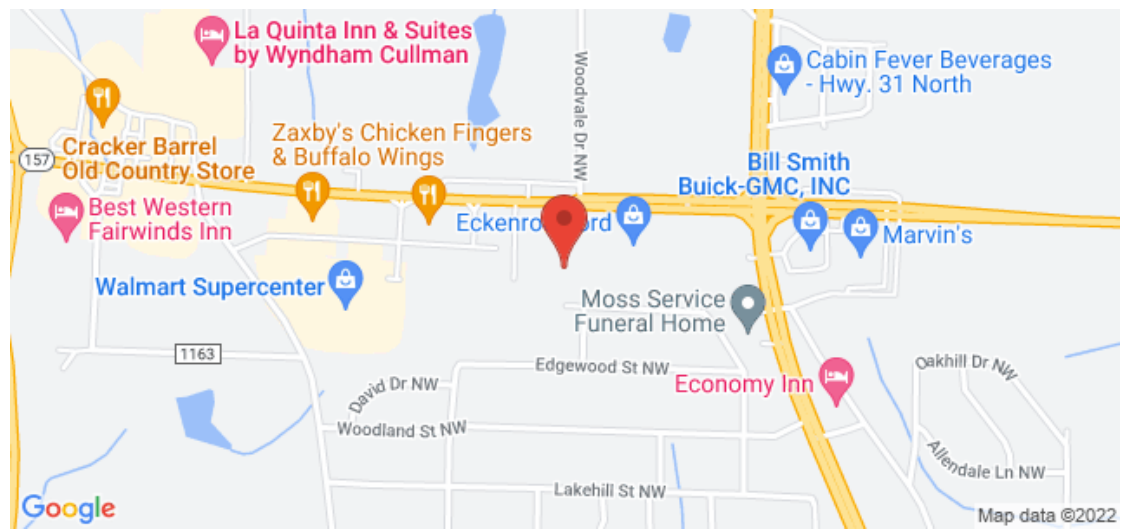 La Quinta Inn & Suites
by Wyndham Cullman
Woodvale Dr NW
Cabin Fever Beverages
- Hwy. 31 North
157
Cracker Barrel
Old Country Store
Zaxby's Chicken Fingers
& Buffalo Wings
Bill Smith
Buick-GMC, INC
Best Western
Fairwinds Inn
Marvin's
Walmart Supercenter
Moss Service
Funeral Home
1163
Edgewood St NW
Economy Inn
Oakhill Dr NW
David Dr NW
Woodland St NW
Allendale Ln NW
Lakehill St NW
Google
Map data ©2022